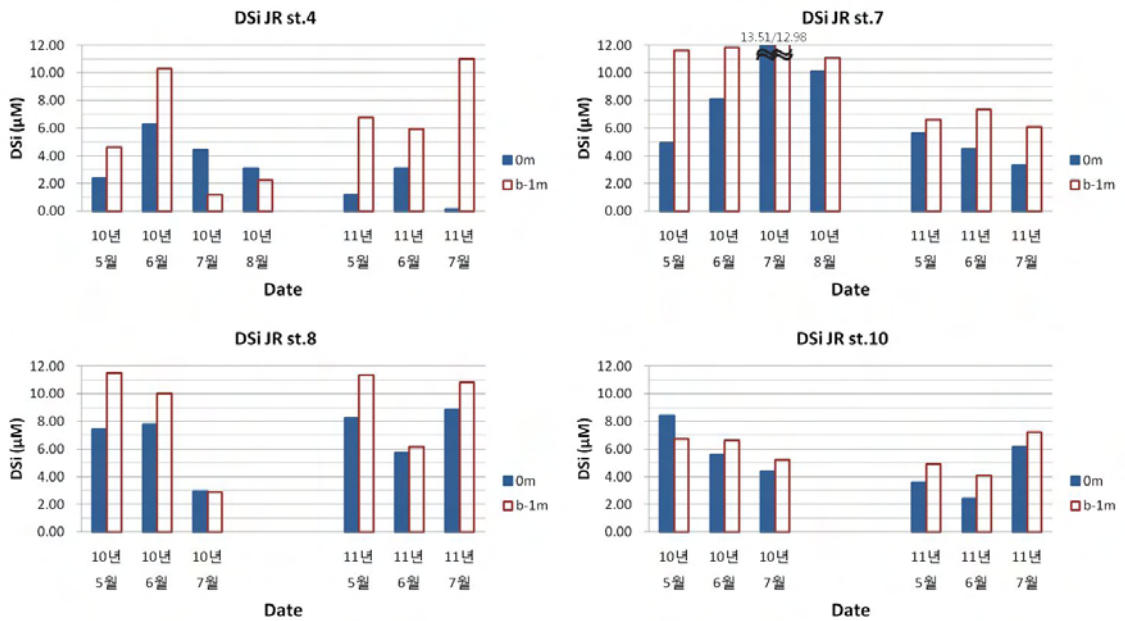 DSi JR st.4
12.00
10.00
8.00
6.00
4.00
2.00
0.00
DSi (μM)
0m
b-1m
10년 10년 10년 10년 11년 11년 11년
5월 6월 7월 8월 5월 6월 7월
Date
DSi JR st.7
13.51/12.98
12.00
10.00
8.00
6.00
4.00
2.00
0.00
DSi (μM)
0m
b-1m
10년 10년 10년 10년 11년 11년 11년
5월 6월 7월 8월 5월 6월 7월
Date
DSi JR st.8
12.00
10.00
8.00
6.00
4.00
2.00
0.00
DSi (μM)
0m
b-1m
10년 10년 10년 11년 11년 11년
5월 6월 7월 5월 6월 7월
Date
DSi JR st.10
12.00
10.00
8.00
6.00
4.00
2.00
0.00
DSi (μM)
0m
b-1m
10년 10년 10년 11년 11년 11년
5월 6월 7월 5월 6월 7월
Date